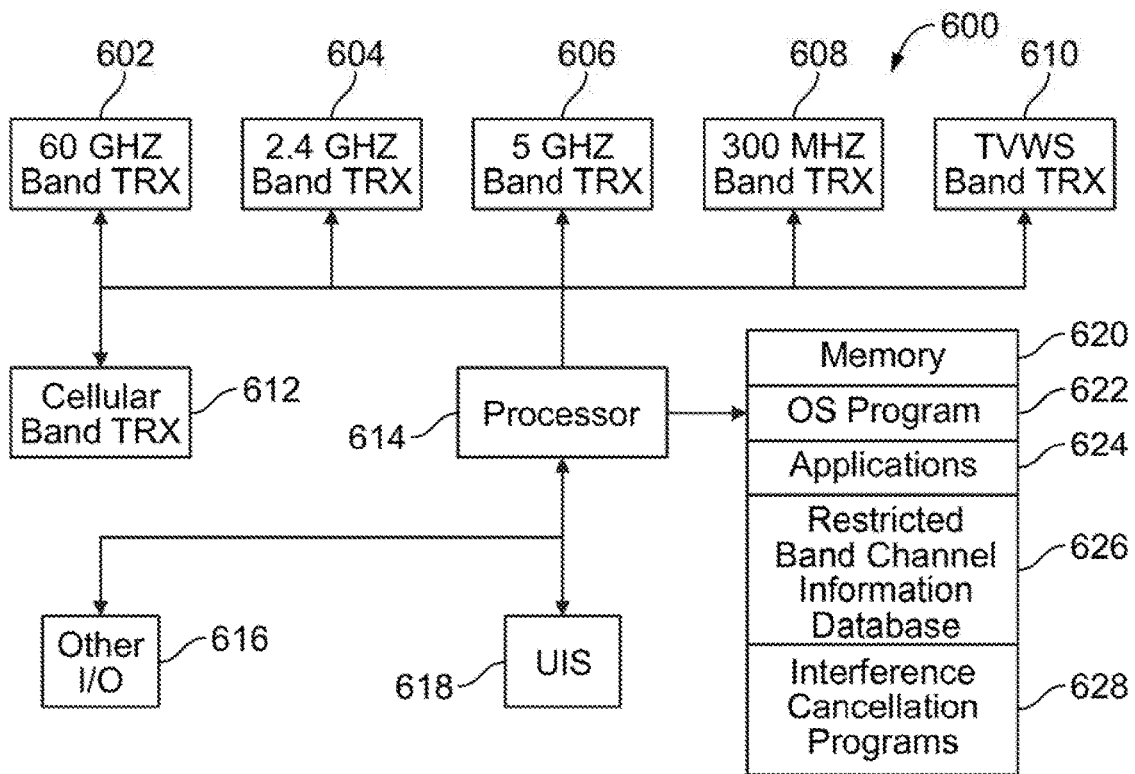 600
602
604
606
608
610
60 GHZ
Band TRX
2.4 GHZ
Band TRX
5 GHZ
Band TRX
300 MHZ
Band TRX
TVWS
Band TRX
Cellular
Band TRX
612
Processor
614
Memory
620
OS Program
622
Applications
624
Restricted
Band Channel
Information
Database
626
Interference
Cancellation
Programs
628
Other
I/O
616
UIS
618